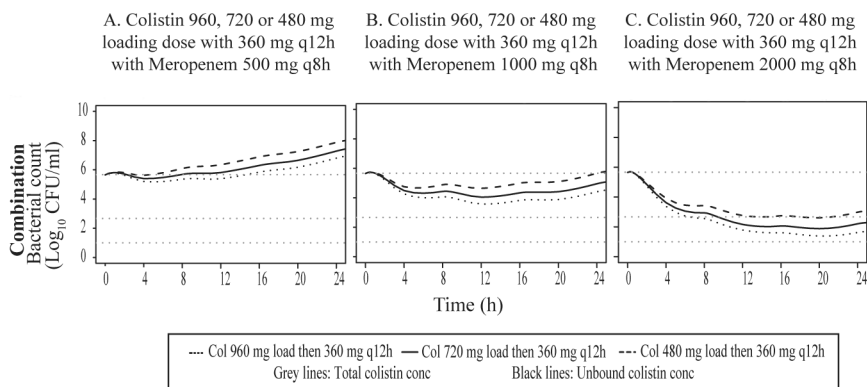 A. Colistin 960, 720 or 480 mg
loading dose with 360 mg q12h
with Meropenem 500 mg q8h
B. Colistin 960, 720 or 480 mg
loading dose with 360 mg q12h
with Meropenem 1000 mg q8h
C. Colistin 960, 720 or 480 mg
loading dose with 360 mg q12h
with Meropenem 2000 mg q8h
Combination
Bacterial count
(Log10 CFU/ml)
10
8
6
4
2
0
0 4 8 12 16 20 24
0 4 8 12 16 20 24
0 4 8 12 16 20 24
Time (h)
Col 960 mg load then 360 mg q12h Col 720 mg load then 360 mg q12h Col 480 mg load then 360 mg q12h
Grey lines: Total colistin conc Black lines: Unbound colistin conc